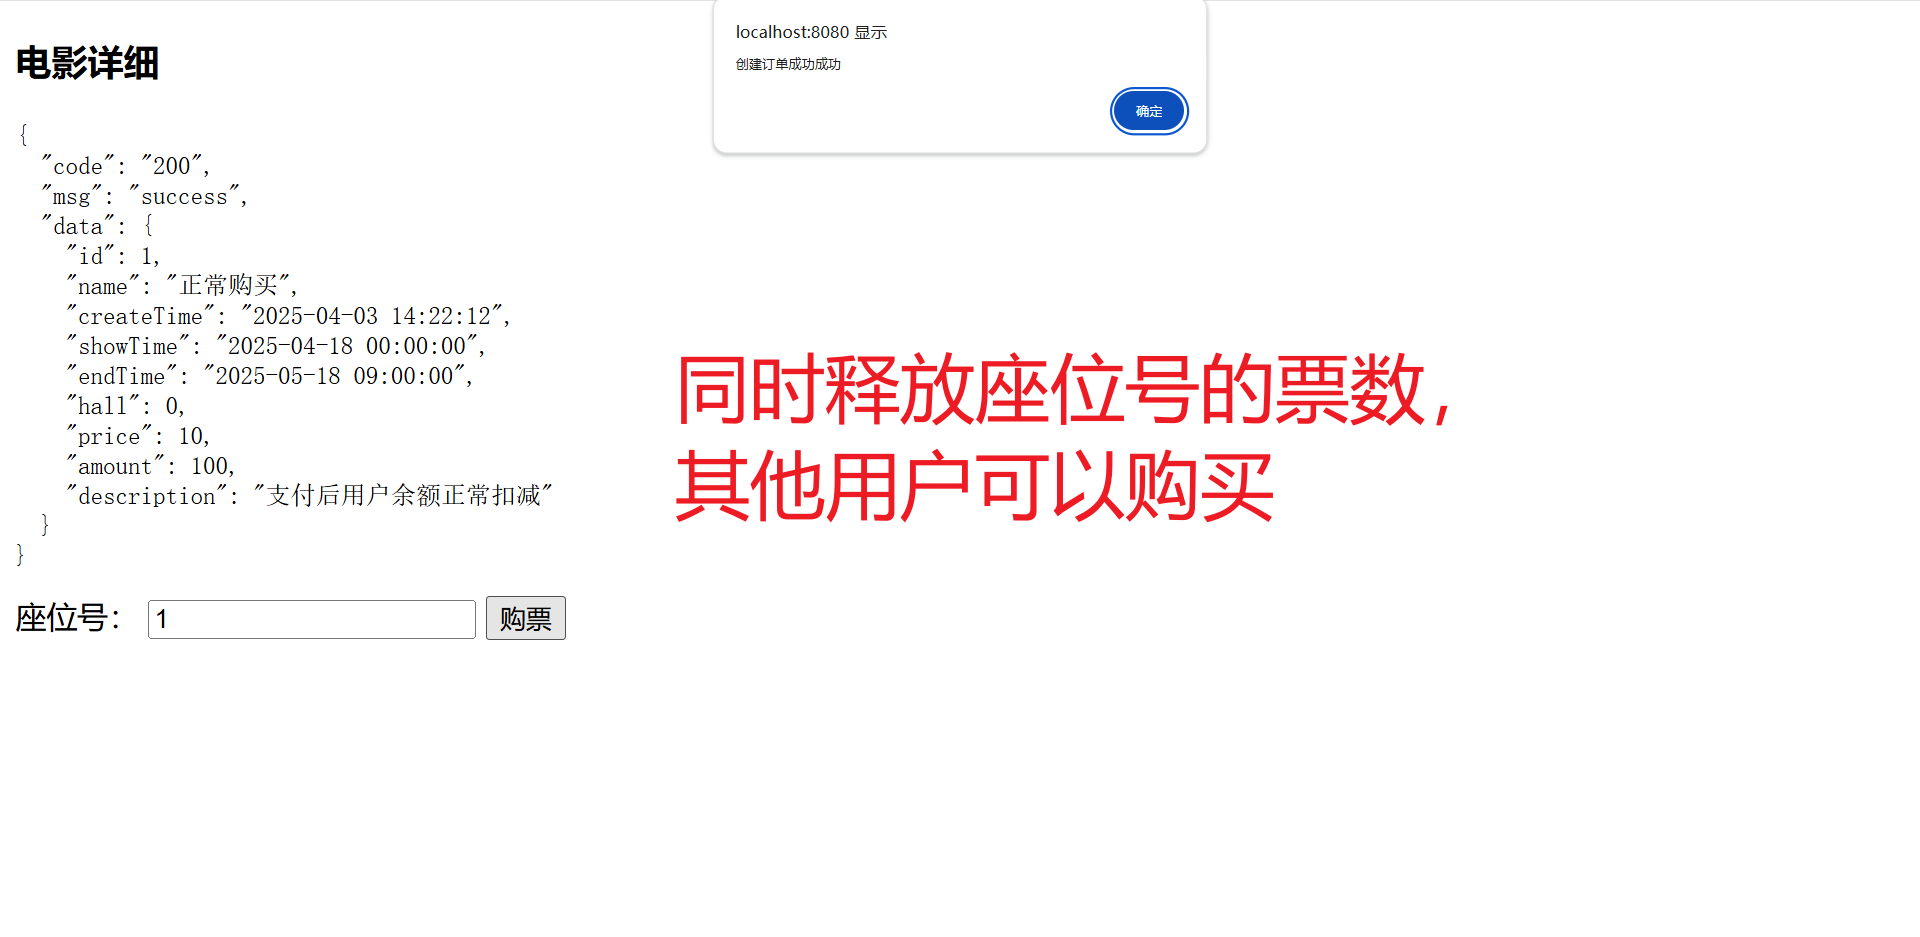 localhost:8080 显示
创建订单成功成功
确定
电影详细
{
  "code": "200",
  "msg": "success",
  "data": {
    "id": 1,
    "name": "正常购买",
    "createTime": "2025-04-03 14:22:12",
    "showTime": "2025-04-18 00:00:00",
    "endTime": "2025-05-18 09:00:00",
    "hall": 0,
    "price": 10,
    "amount": 100,
    "description": "支付后用户余额正常扣减"
  }
}
座位号： 1 购票
同时释放座位号的票数，
其他用户可以购买